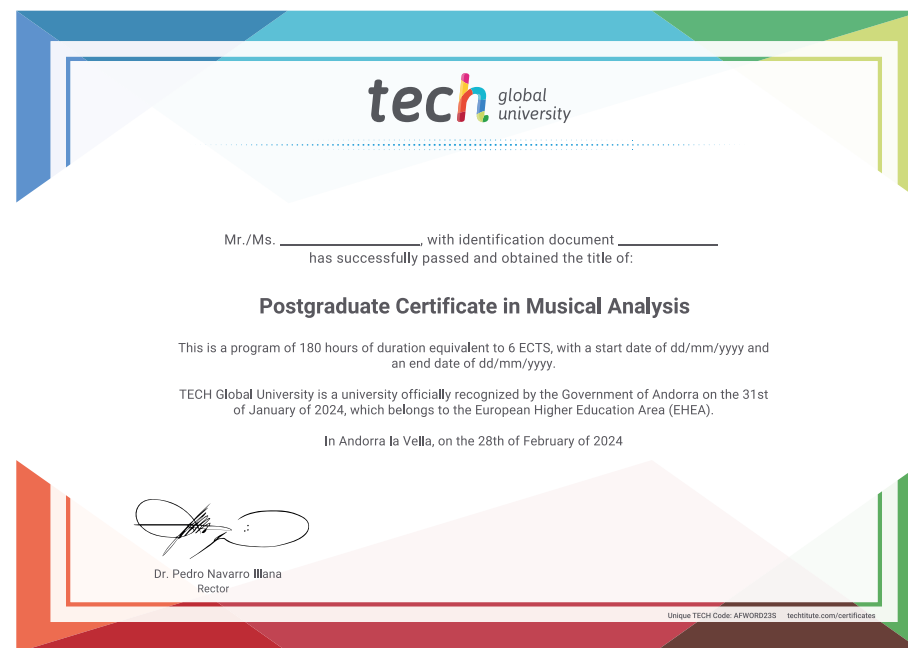 tech global
university
Mr./Ms. ____________________, with identification document ______________
has successfully passed and obtained the title of:
Postgraduate Certificate in Musical Analysis
This is a program of 180 hours of duration equivalent to 6 ECTS, with a start date of dd/mm/yyyy and
an end date of dd/mm/yyyy.
TECH Global University is a university officially recognized by the Government of Andorra on the 31st
of January of 2024, which belongs to the European Higher Education Area (EHEA).
In Andorra la Vella, on the 28th of February of 2024
Dr. Pedro Navarro Illana
Rector
Unique TECH Code: AFWORD23S techtitute.com/certificates